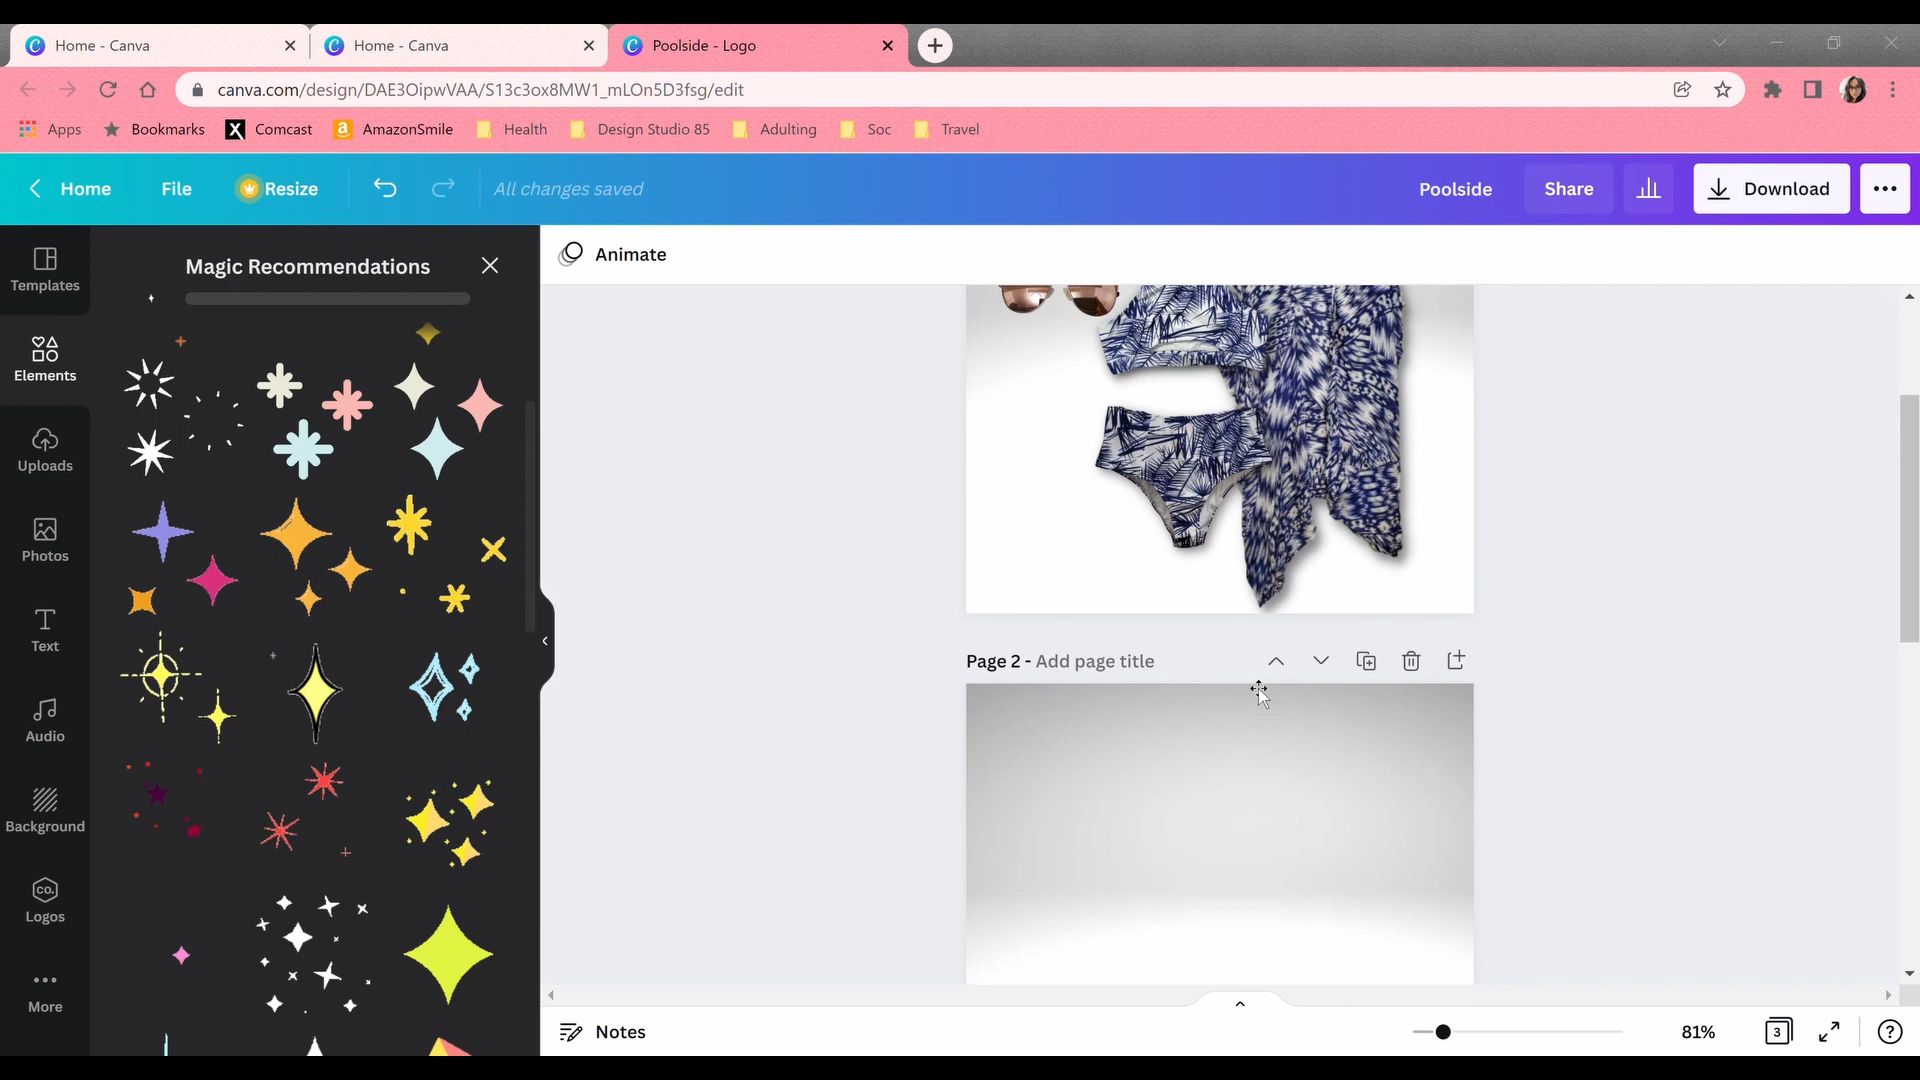 Home - Canva
Home - Canva
Poolside - Logo
canva.com/design/DAE3OipwVAA/S13c3ox8MW1_mLOn5D3fsg/edit
Apps
Bookmarks
X Comcast
a AmazonSmile
Health
Design Studio 85
Adulting
Soc
Travel
Home
File
Resize
All changes saved
Poolside
Share
Download
Templates
Elements
Uploads
Photos
Text
Audio
Background
CO.
Logos
More
Magic Recommendations
Animate
Page 2 - Add page title
Notes
81%
3
?